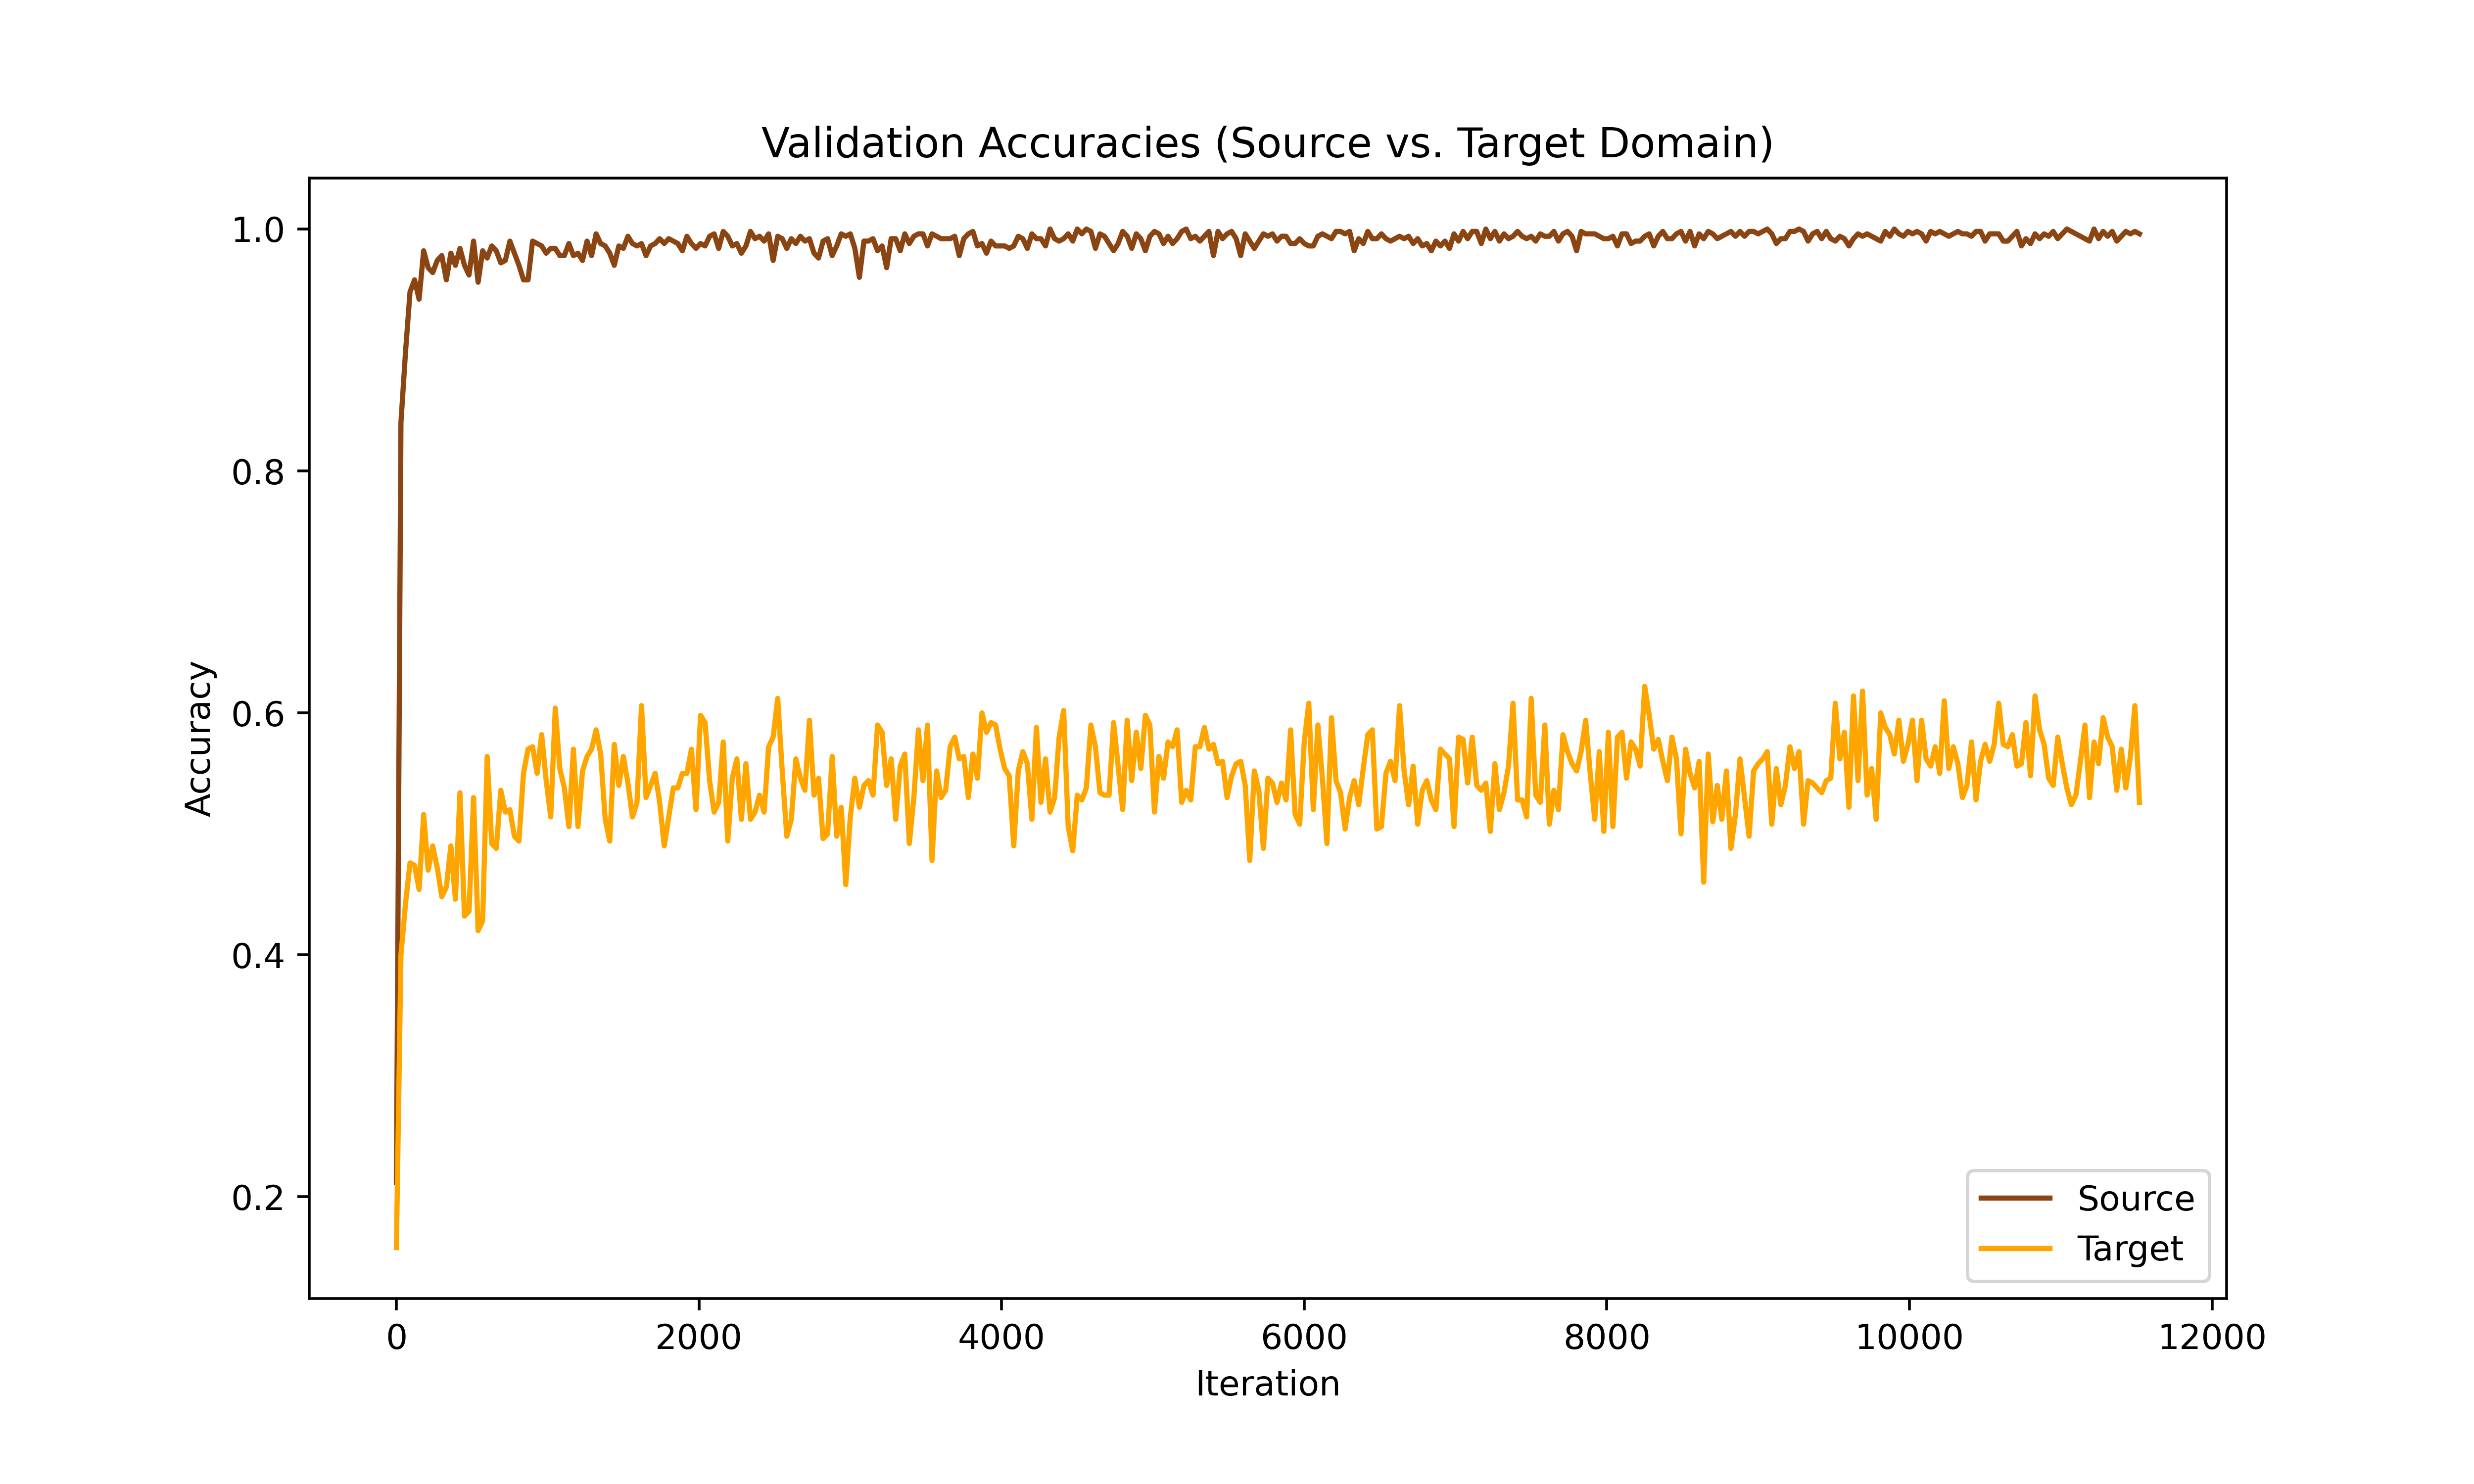 Validation Accuracies (Source vs. Target Domain)
1.0
0.8
0.6
0.4
0.2
Accuracy
0 2000 4000 6000 8000 10000 12000
Iteration
Source
Target